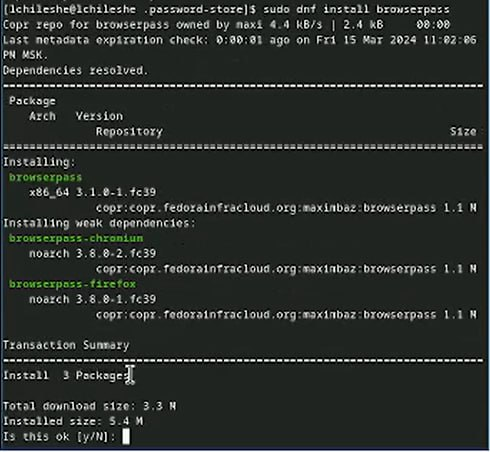 [lchileshe@lchileshe .password-store]$ sudo dnf install browserpass
Copr repo for browserpass owned by maxi 4.4 kB/s | 2.4 kB     00:00
Last metadata expiration check: 0:00:01 ago on Fri 15 Mar 2024 11:02:06
PM MSK.
Dependencies resolved.
================================================================
Package
Arch   Version
Repository                                        Size
================================================================
Installing:
browserpass
x86_64 3.1.0-1.fc39
copr:copr.fedorainfracloud.org:maximbaz:browserpass 1.1 M
Installing weak dependencies:
browserpass-chromium
noarch 3.8.0-2.fc39
copr:copr.fedorainfracloud.org:maximbaz:browserpass 1.1 M
browserpass-firefox
noarch 3.8.0-1.fc39
copr:copr.fedorainfracloud.org:maximbaz:browserpass 1.1 M
Transaction Summary
================================================================
Install  3 Packages
Total download size: 3.3 M
Installed size: 5.4 M
Is this ok [y/N]: